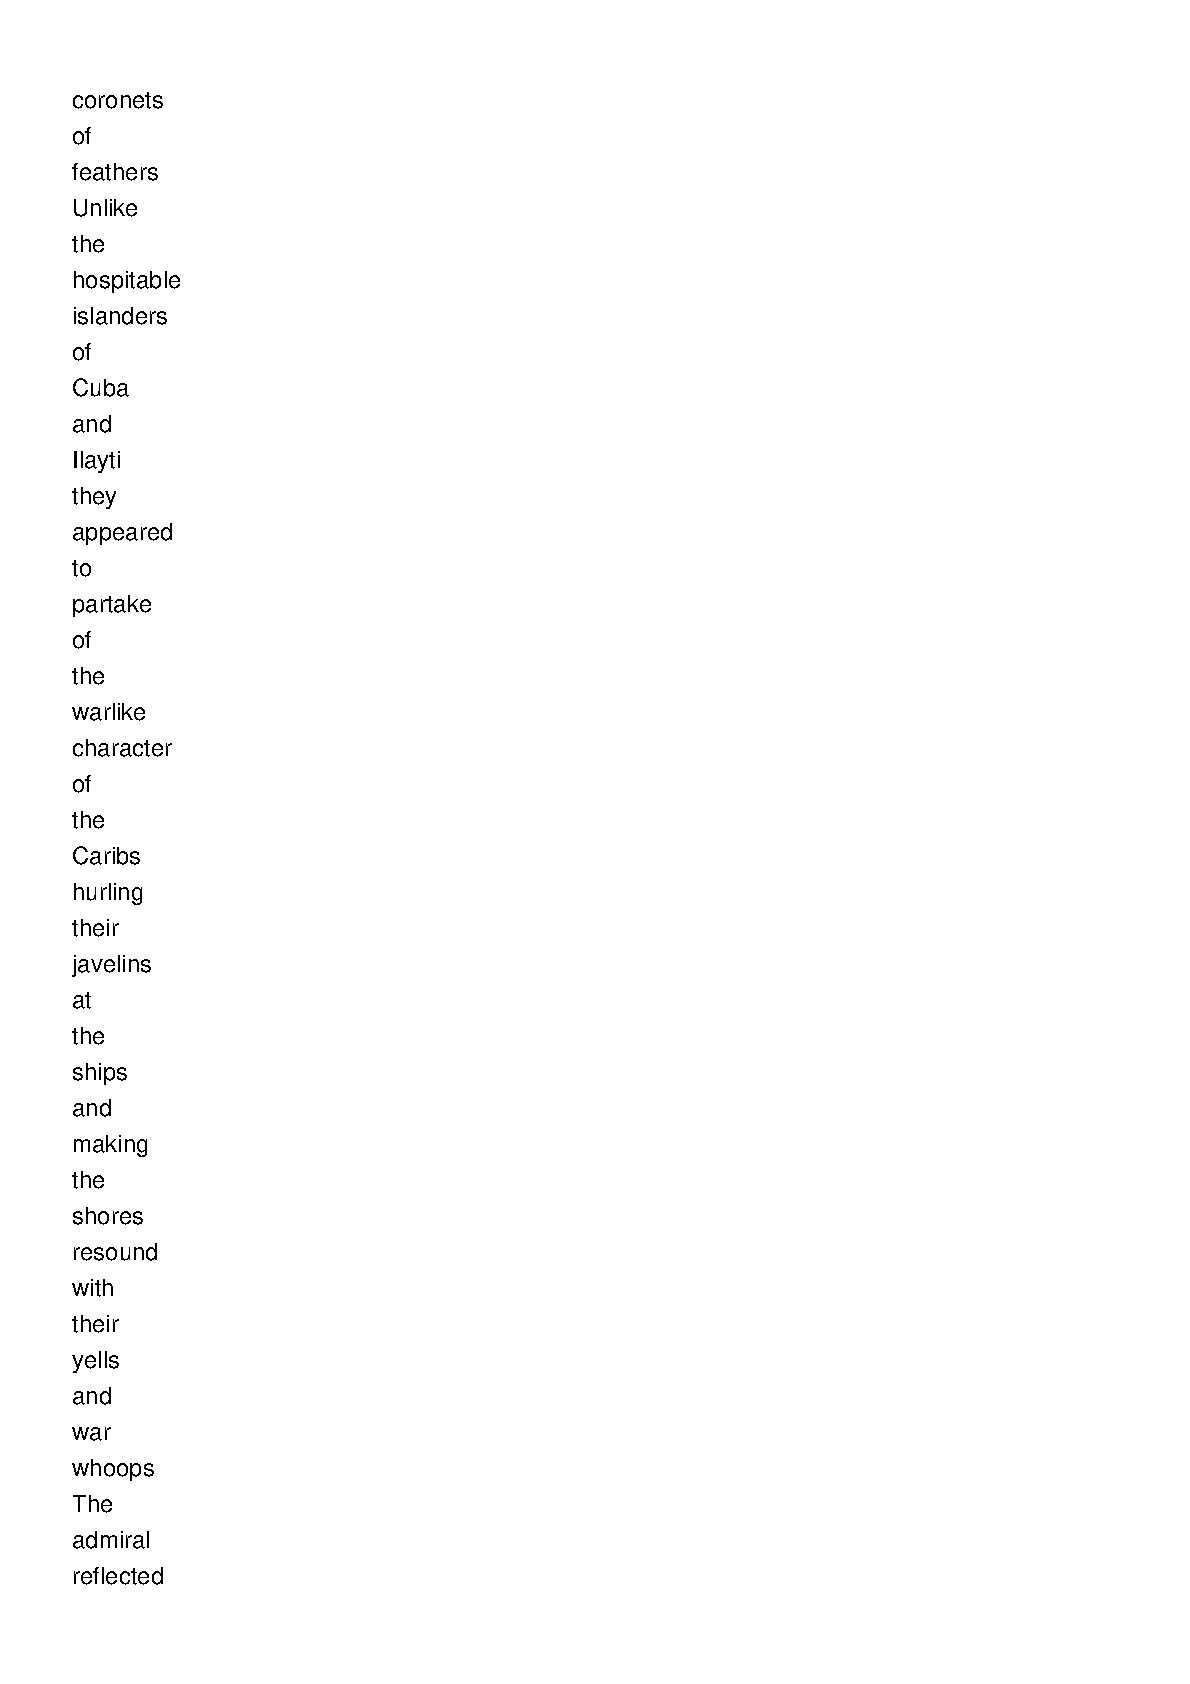 coronets
of
feathers
Unlike
the
hospitable
islanders
of
Cuba
and
Ilayti
they
appeared
to
partake
of
the
warlike
character
of
the
Caribs
hurling
their
javelins
at
the
ships
and
making
the
shores
resound
with
their
yells
and
war
whoops
The
admiral
reflected